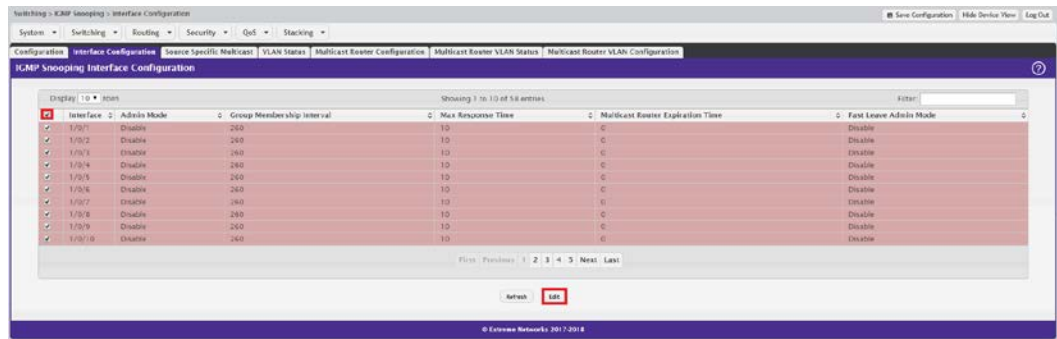 Switching > IGMP Snooping > Interface Configuration
Save Configuration Hide Device View Log Out
System Switching Routing Security QoS Stacking
Configuration Interface Configuration Source Specific Multicast VLAN Status Multicast Router Configuration Multicast Router VLAN Status Multicast Router VLAN Configuration
IGMP Snooping Interface Configuration ?
Display 10 rows Showing 1 to 10 of 58 entries Filter:
Interface Admin Mode Group Membership Interval Max Response Time Multicast Router Expiration Time Fast Leave Admin Mode
1/0/1 Disable 260 10 0 Disable
1/0/2 Disable 260 10 0 Disable
1/0/3 Disable 260 10 0 Disable
1/0/4 Disable 260 10 0 Disable
1/0/5 Disable 260 10 0 Disable
1/0/6 Disable 260 10 0 Disable
1/0/7 Disable 260 10 0 Disable
1/0/8 Disable 260 10 0 Disable
1/0/9 Disable 260 10 0 Disable
1/0/10 Disable 260 10 0 Disable
First Previous 1 2 3 4 5 Next Last
Refresh Edit
© Extreme Networks 2017-2018